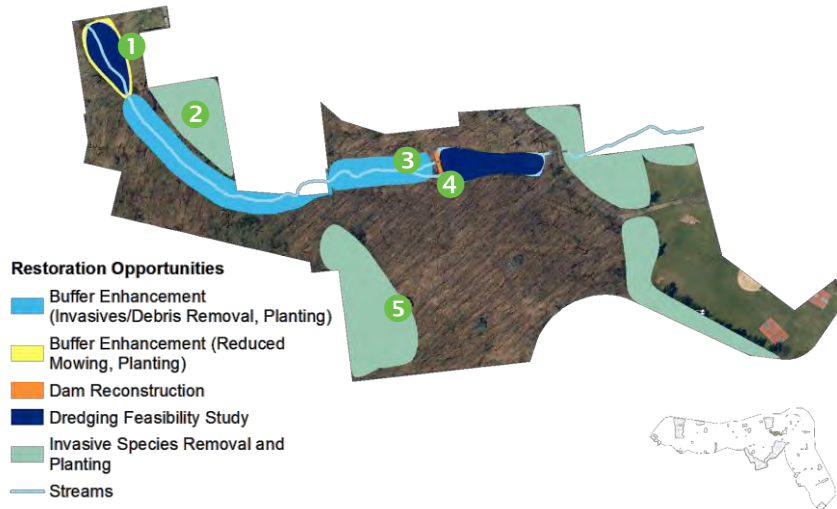 1
2
3
4
5
Restoration Opportunities
Buffer Enhancement
(Invasives/Debris Removal, Planting)
Buffer Enhancement (Reduced
Mowing, Planting)
Dam Reconstruction
Dredging Feasibility Study
Invasive Species Removal and
Planting
Streams